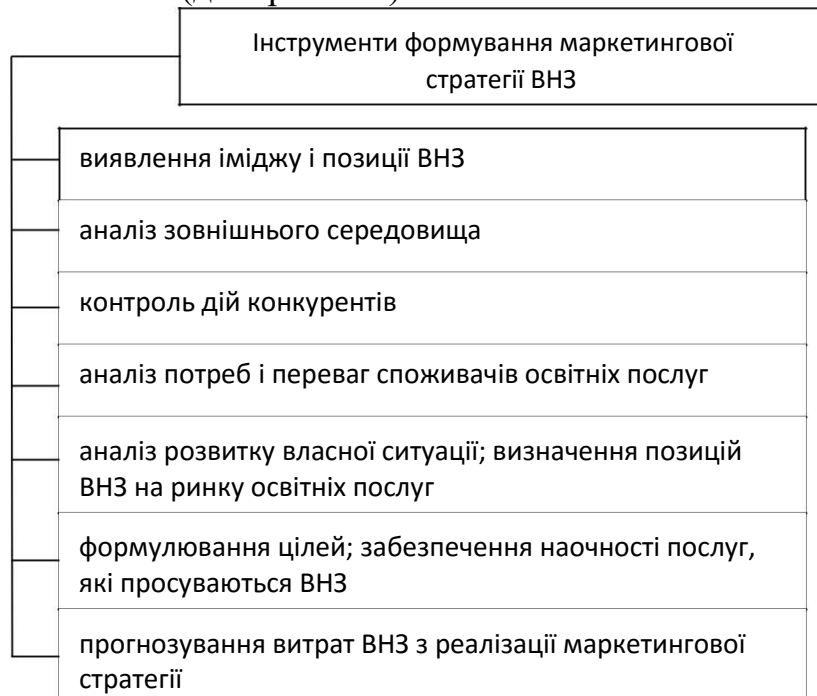 Інструменти формування маркетингової
стратегії ВНЗ
виявлення іміджу і позиції ВНЗ
аналіз зовнішнього середовища
контроль дій конкурентів
аналіз потреб і переваг споживачів освітніх послуг
аналіз розвитку власної ситуації; визначення позицій
ВНЗ на ринку освітніх послуг
формулювання цілей; забезпечення наочності послуг,
які просуваються ВНЗ
прогнозування витрат ВНЗ з реалізації маркетингової
стратегії